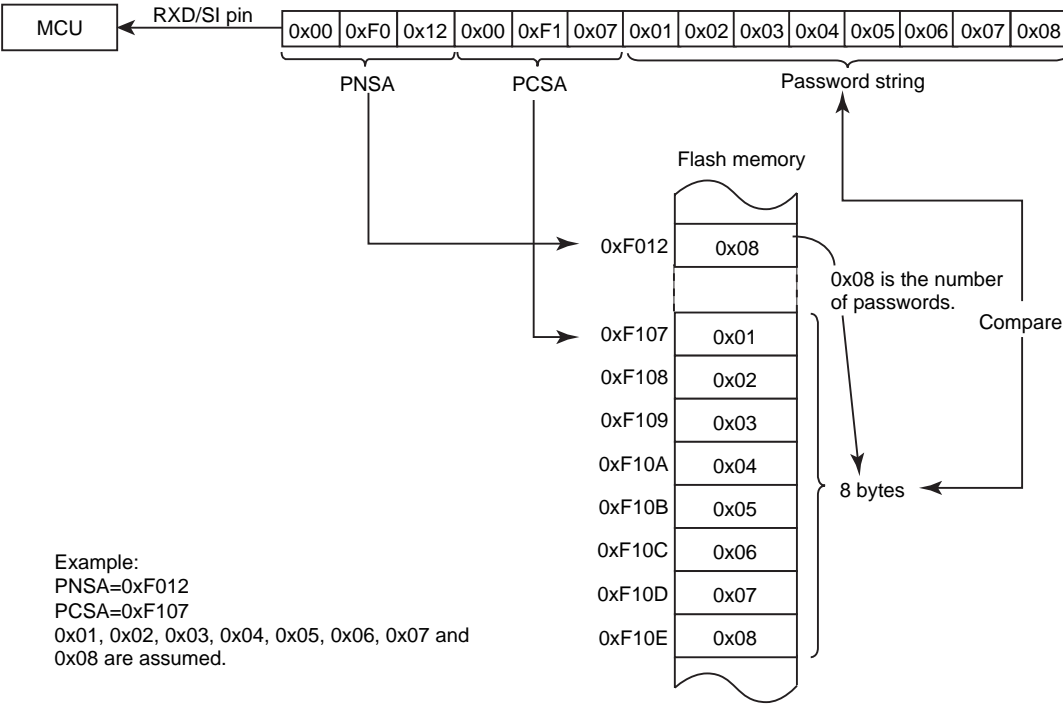 MCU
RXD/SI pin
0x00 0xF0 0x12 0x00 0xF1 0x07 0x01 0x02 0x03 0x04 0x05 0x06 0x07 0x08
PNSA PCSA Password string
Flash memory
0xF012 0x08
0x08 is the number
of passwords.
Compare
0xF107 0x01
0xF108 0x02
0xF109 0x03
0xF10A 0x04
0xF10B 0x05
8 bytes
0xF10C 0x06
0xF10D 0x07
0xF10E 0x08
Example:
PNSA=0xF012
PCSA=0xF107
0x01, 0x02, 0x03, 0x04, 0x05, 0x06, 0x07 and
0x08 are assumed.